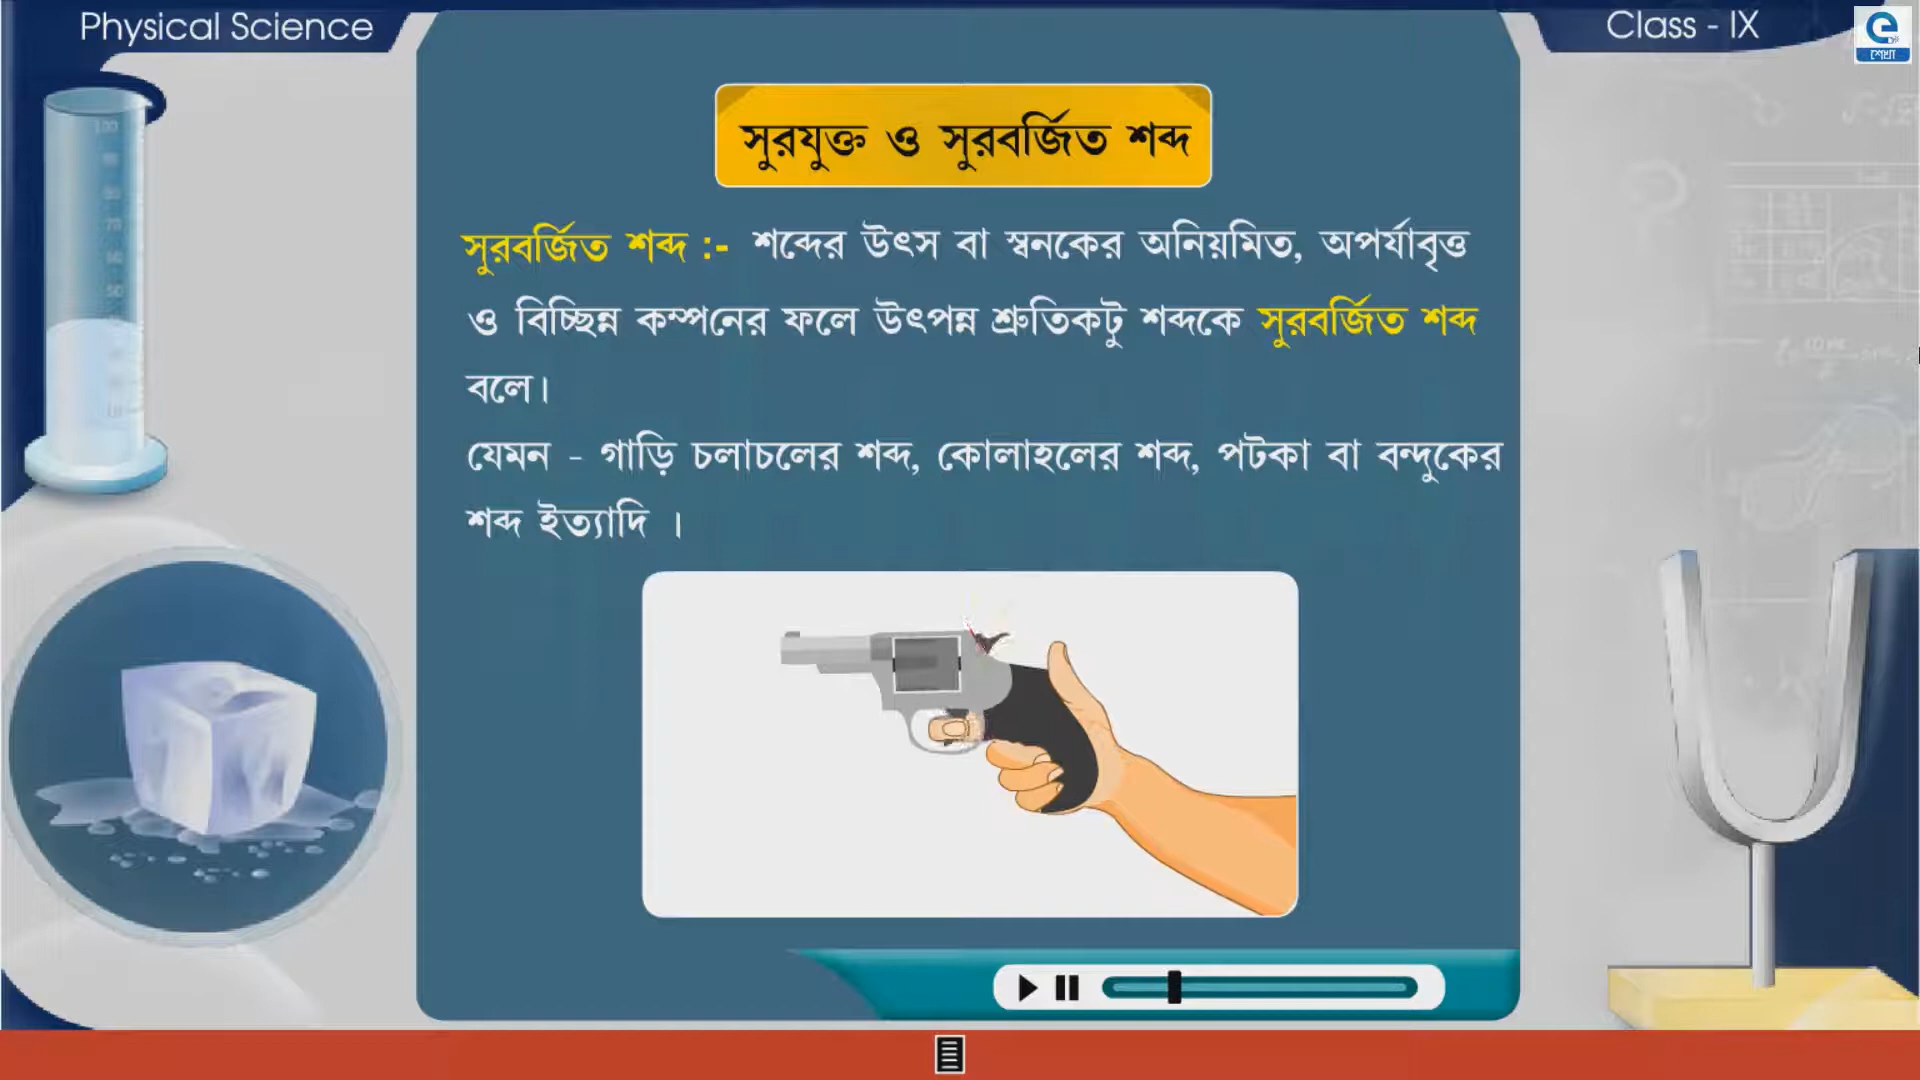 Physical Science
Class - IX
শেখা
সুরযুক্ত ও সুরবর্জিত শব্দ
সুরবর্জিত শব্দ :- শব্দের উৎস বা স্বনকের অনিয়মিত, অপর্যাবৃত্ত
ও বিচ্ছিন্ন কম্পনের ফলে উৎপন্ন শ্রুতিকটু শব্দকে সুরবর্জিত শব্দ
বলে।
যেমন - গাড়ি চলাচলের শব্দ, কোলাহলের শব্দ, পটকা বা বন্দুকের
শব্দ ইত্যাদি ।